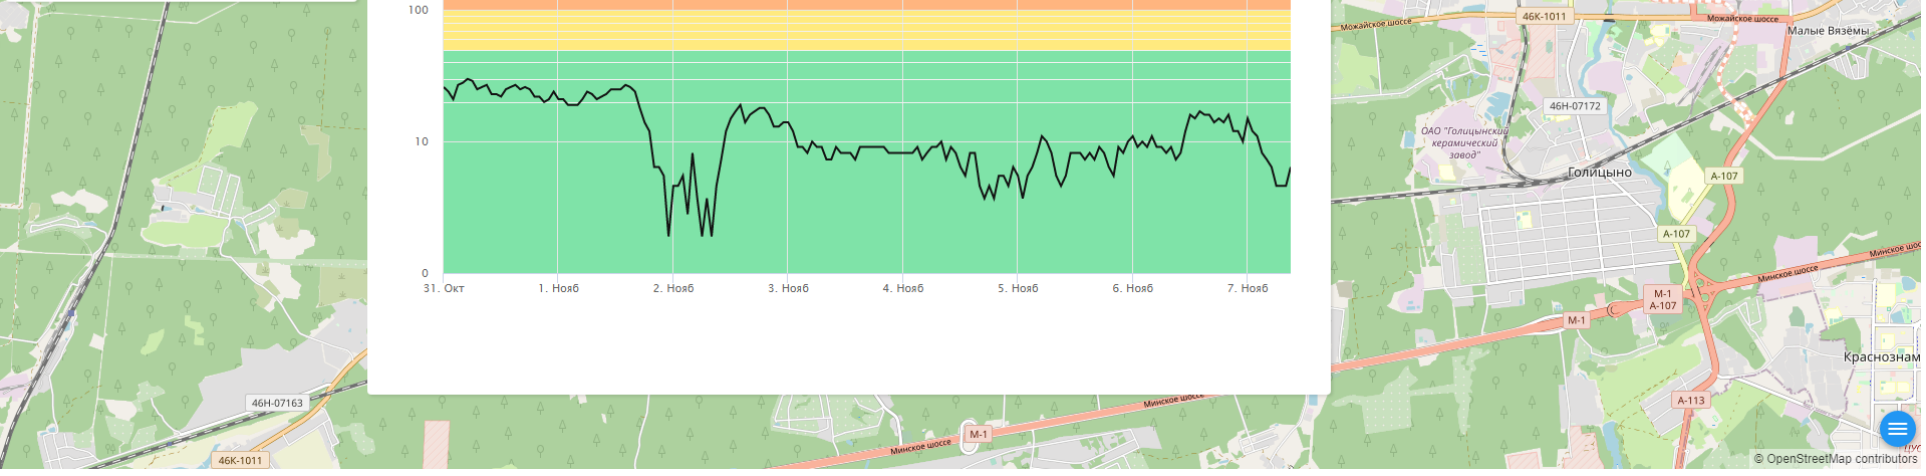 100
10
0
31. Окт
1. Нояб
2. Нояб
3. Нояб
4. Нояб
5. Нояб
6. Нояб
7. Нояб
46К-1011
Можайское шоссе
Можайское шоссе
Малые Вязёмы
46Н-07172
ОАО "Голицынский
керамический
завод"
Голицыно
А-107
А-107
Минское шос
Минское шоссе
М-1
А-107
М-1
Краснознам
46Н-07163
Минское шоссе
А-113
М-1
Минское шоссе
46К-1011
© OpenStreetMap contributors